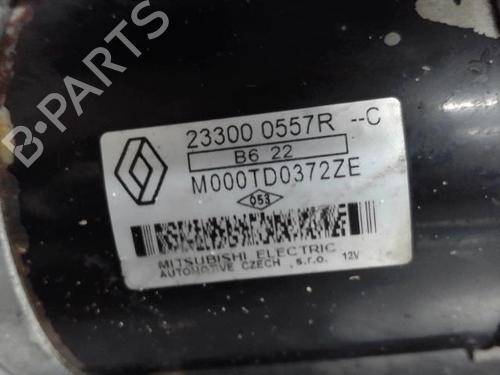 23300 0557R --C
B6 22
M000TD0372ZE
053
MITSUBISHI ELECTRIC
AUTOMOTIVE CZECH , s.r.o. 12V
B-PARTS